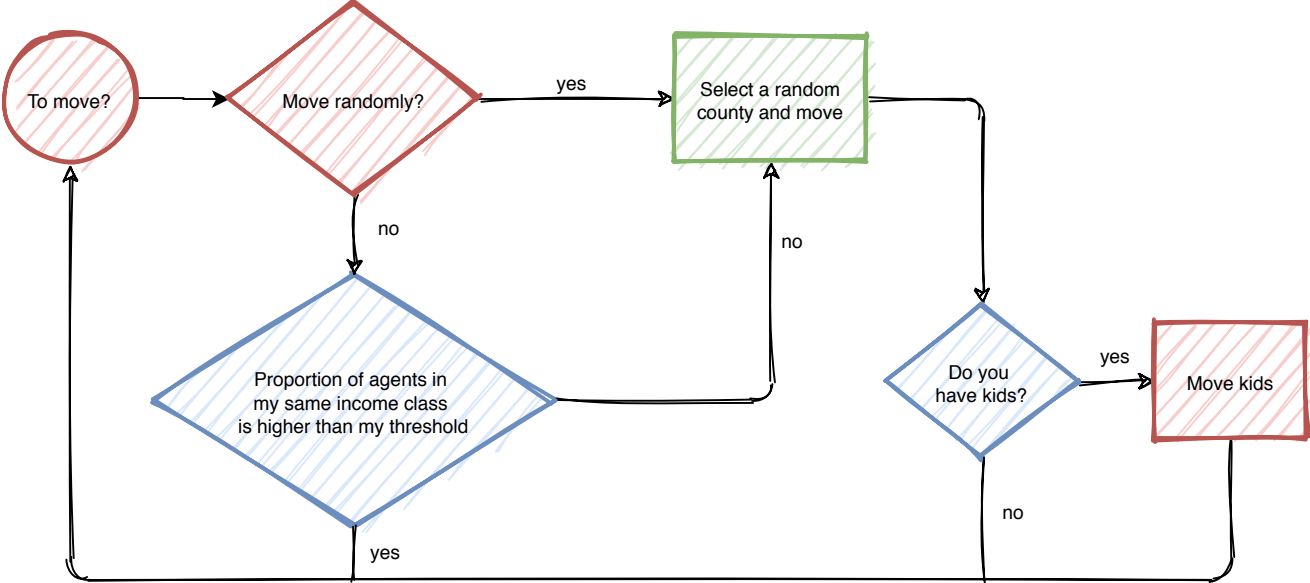 To move?
Move randomly?
yes
Select a random
county and move
no
no
Proportion of agents in
my same income class
is higher than my threshold
Do you
have kids?
yes
Move kids
no
yes